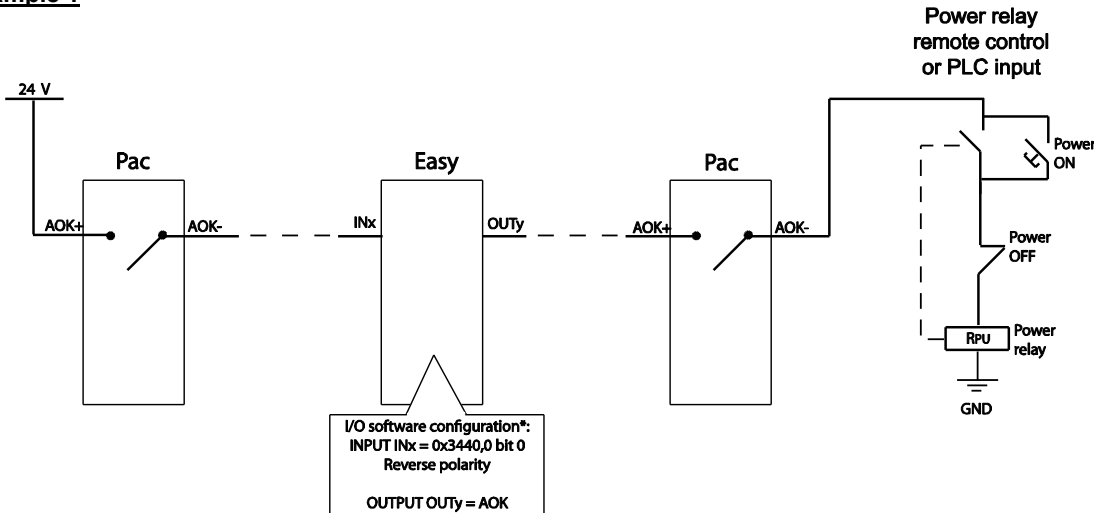 Power relay
remote control
or PLC input
24 V
Pac
Easy
Pac
Power
ON
AOK+
AOK-
INx
OUTy
AOK+
AOK-
Power
OFF
RPU
Power
relay
GND
I/O software configuration*:
INPUT INx = 0x3440,0 bit 0
Reverse polarity
OUTPUT OUTy = AOK